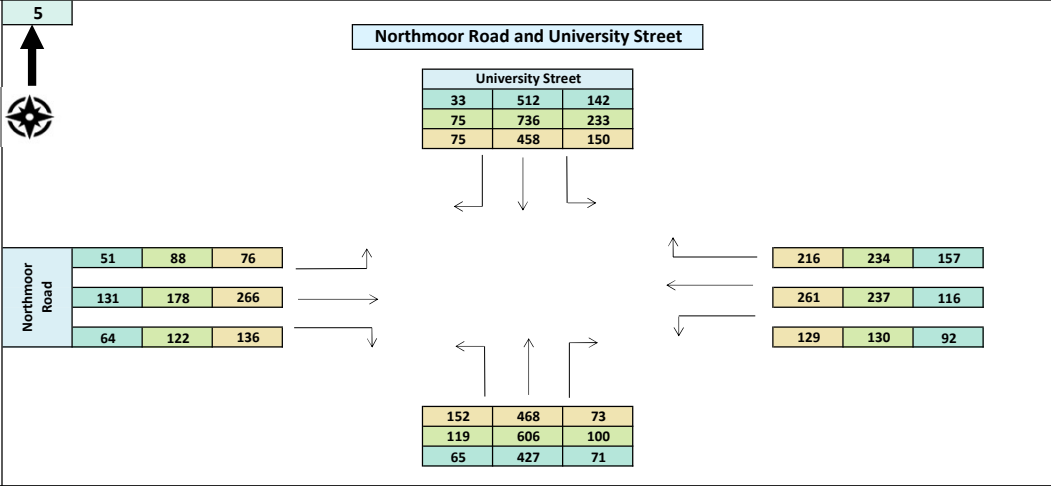 5
Northmoor Road and University Street
University Street
33 512 142
75 736 233
75 458 150
Northmoor
Road
51 88 76
131 178 266
64 122 136
216 234 157
261 237 116
129 130 92
152 468 73
119 606 100
65 427 71